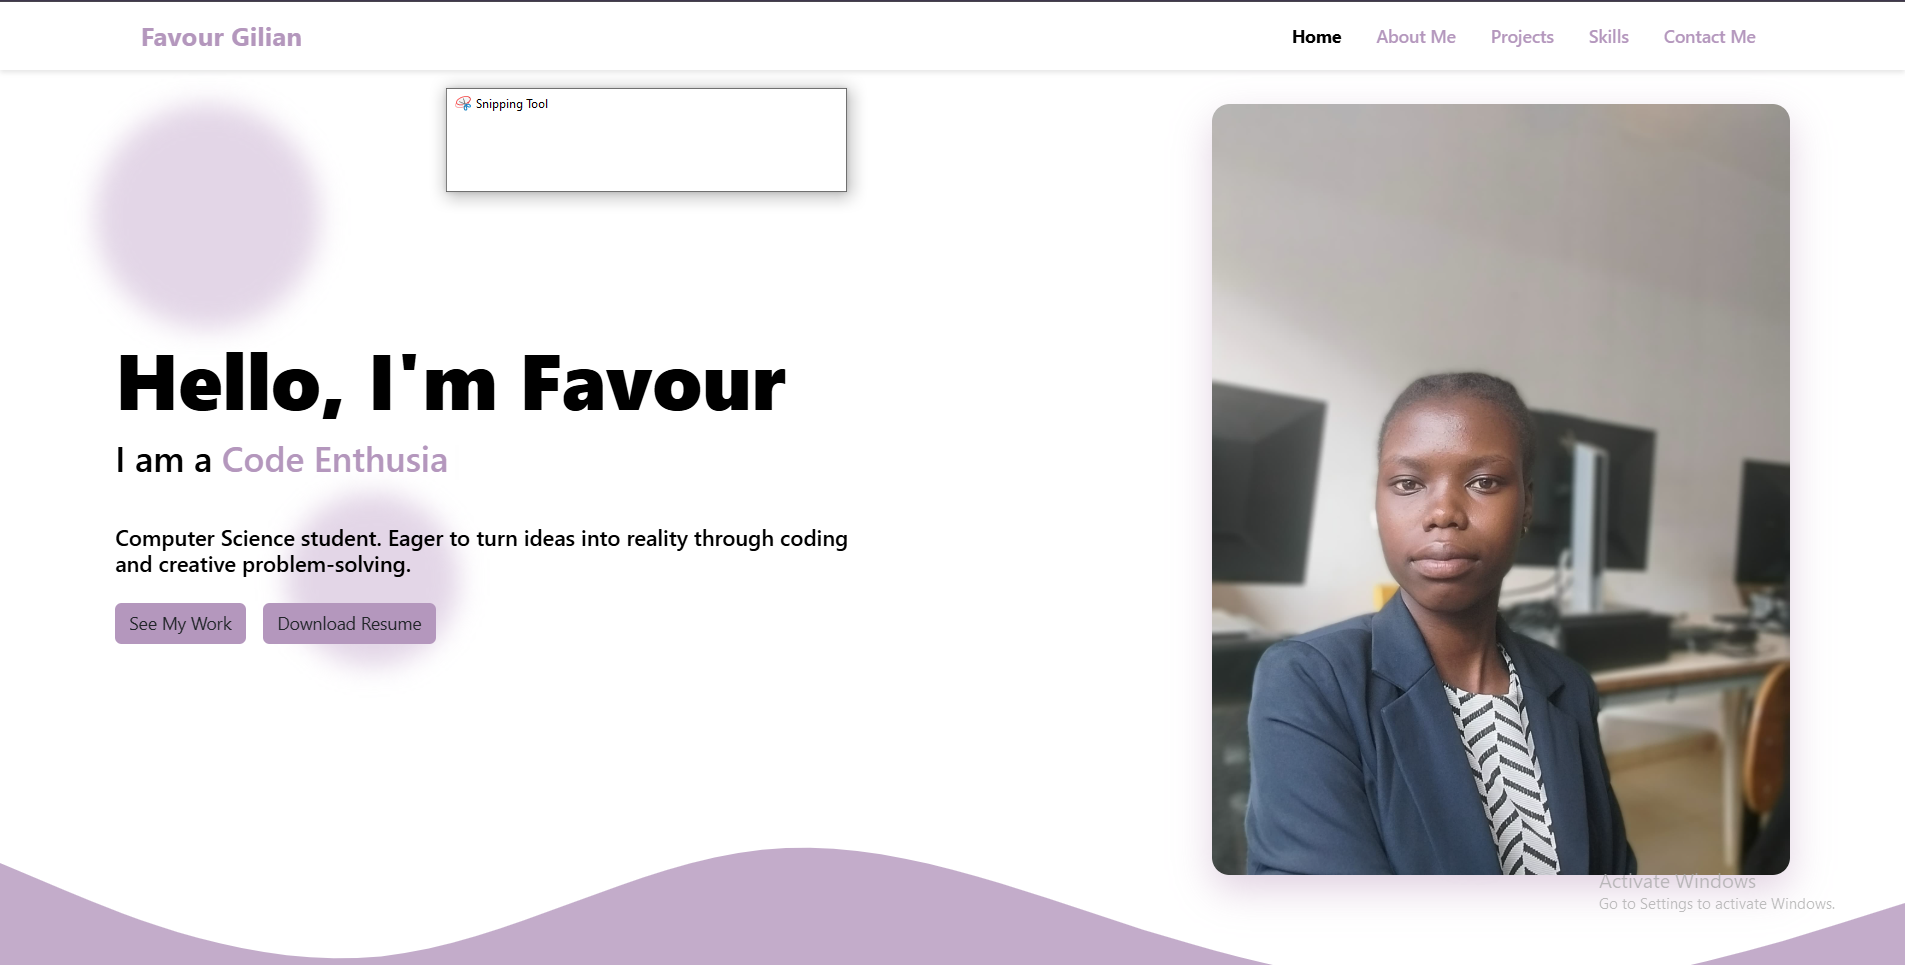 Favour Gilian
Home
About Me
Projects
Skills
Contact Me
Snipping Tool
Hello, I'm Favour
I am a Code Enthusia
Computer Science student. Eager to turn ideas into reality through coding
and creative problem-solving.
See My Work
Download Resume
Activate Windows
Go to Settings to activate Windows.